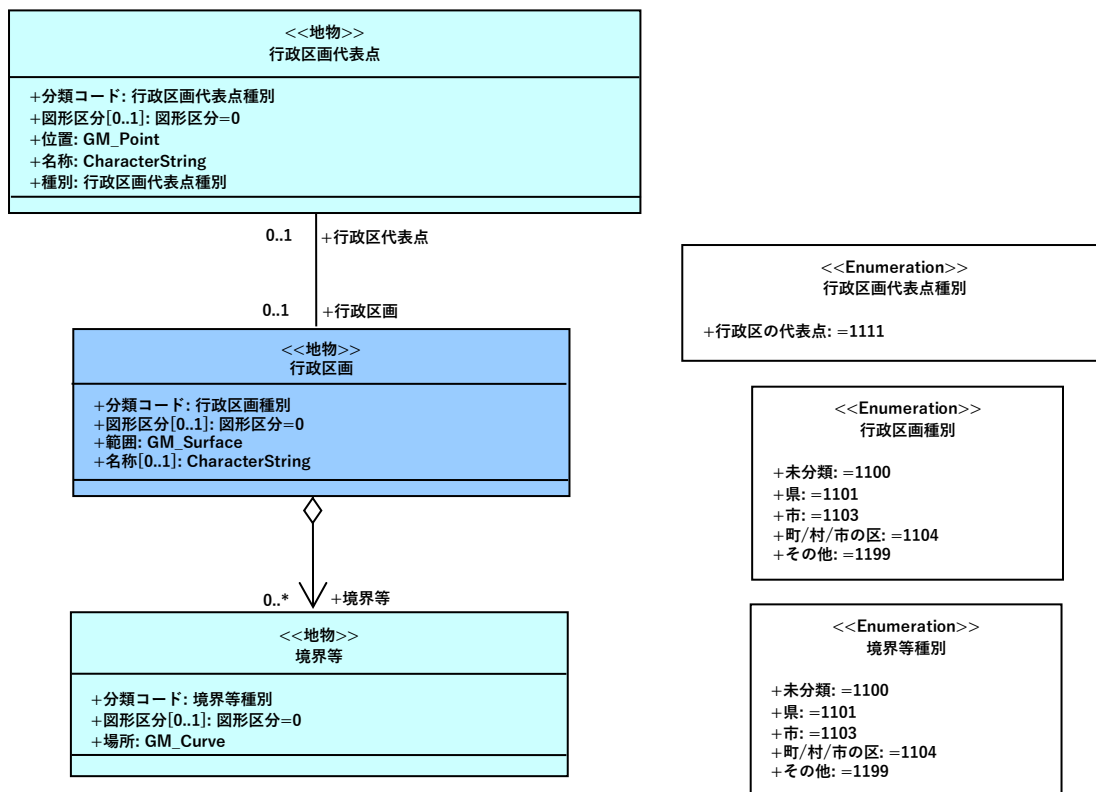 <<地物>>
行政区画代表点
+分類コード: 行政区画代表点種別
+図形区分[0..1]: 図形区分=0
+位置: GM_Point
+名称: CharacterString
+種別: 行政区画代表点種別
0..1 +行政区代表点
0..1 +行政区画
<<地物>>
行政区画
+分類コード: 行政区画種別
+図形区分[0..1]: 図形区分=0
+範囲: GM_Surface
+名称[0..1]: CharacterString
0..* +境界等
<<地物>>
境界等
+分類コード: 境界等種別
+図形区分[0..1]: 図形区分=0
+場所: GM_Curve
<<Enumeration>>
行政区画代表点種別
+行政区の代表点: =1111
<<Enumeration>>
行政区画種別
+未分類: =1100
+県: =1101
+市: =1103
+町/村/市の区: =1104
+その他: =1199
<<Enumeration>>
境界等種別
+未分類: =1100
+県: =1101
+市: =1103
+町/村/市の区: =1104
+その他: =1199